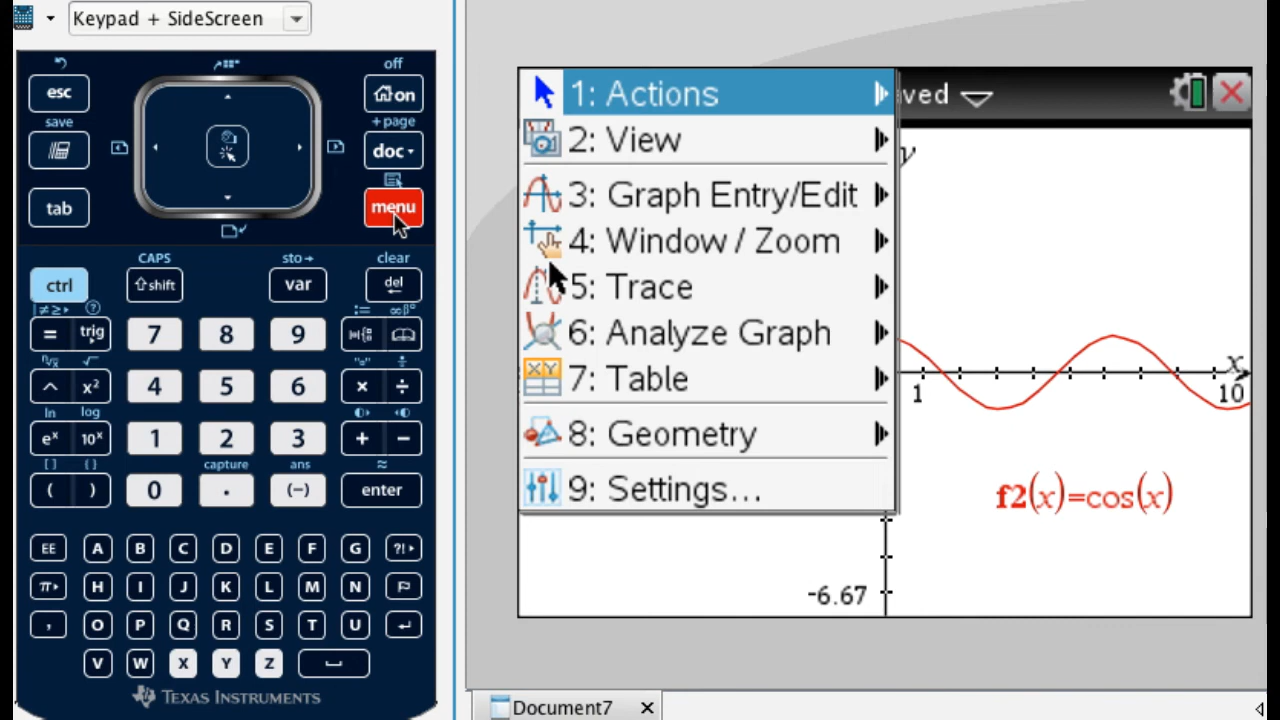 Keypad + SideScreen
off
esc
on
save
+ page
doc
tab
menu
CAPS
sto→
clear
ctrl
⇧shift
var
del
|≠≥▸
?
:=
∞β°
=
trig
7
8
9
ⁿ√x
√
÷
^
x²
4
5
6
×
÷
ln
log
eˣ
10ˣ
1
2
3
+
−
[ ]
{ }
capture
ans
≈
(
)
0
.
(−)
enter
EE
A
B
C
D
E
F
G
?!▸
π▸
H
I
J
K
L
M
N
,
O
P
Q
R
S
T
U
↵
V
W
X
Y
Z
TEXAS INSTRUMENTS
1: Actions
2: View
3: Graph Entry/Edit
4: Window / Zoom
5: Trace
6: Analyze Graph
7: Table
8: Geometry
9: Settings…
ved
y
x
1
10
f2(x)=cos(x)
-6.67
Document7